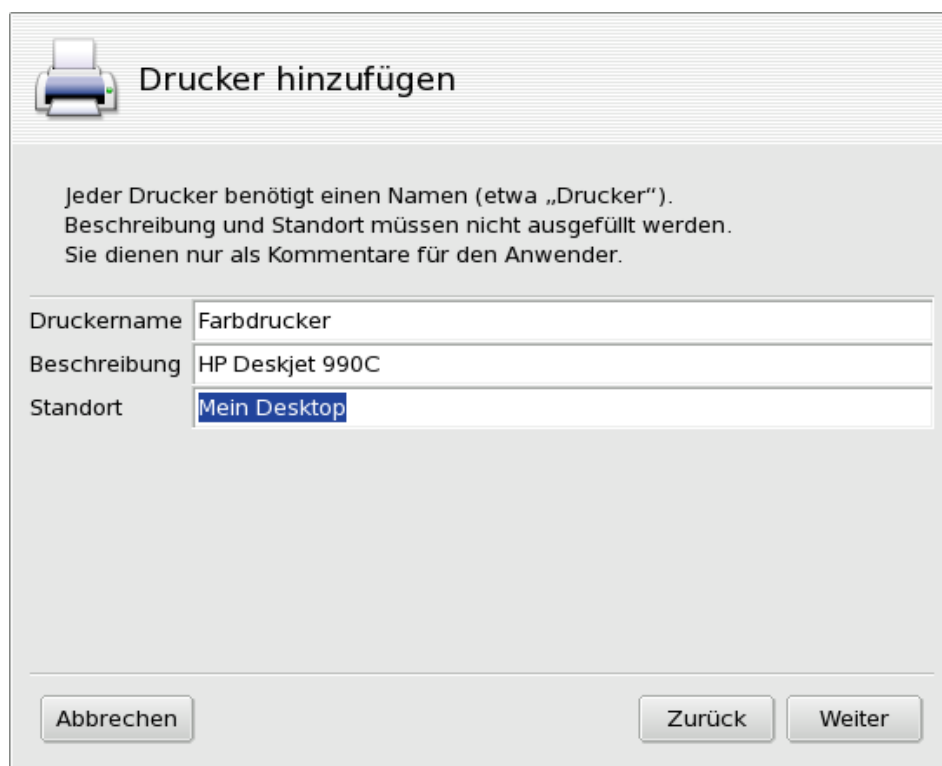 Drucker hinzufügen
Jeder Drucker benötigt einen Namen (etwa „Drucker“).
Beschreibung und Standort müssen nicht ausgefüllt werden.
Sie dienen nur als Kommentare für den Anwender.
Druckername Farbdrucker
Beschreibung HP Deskjet 990C
Standort Mein Desktop
Abbrechen Zurück Weiter